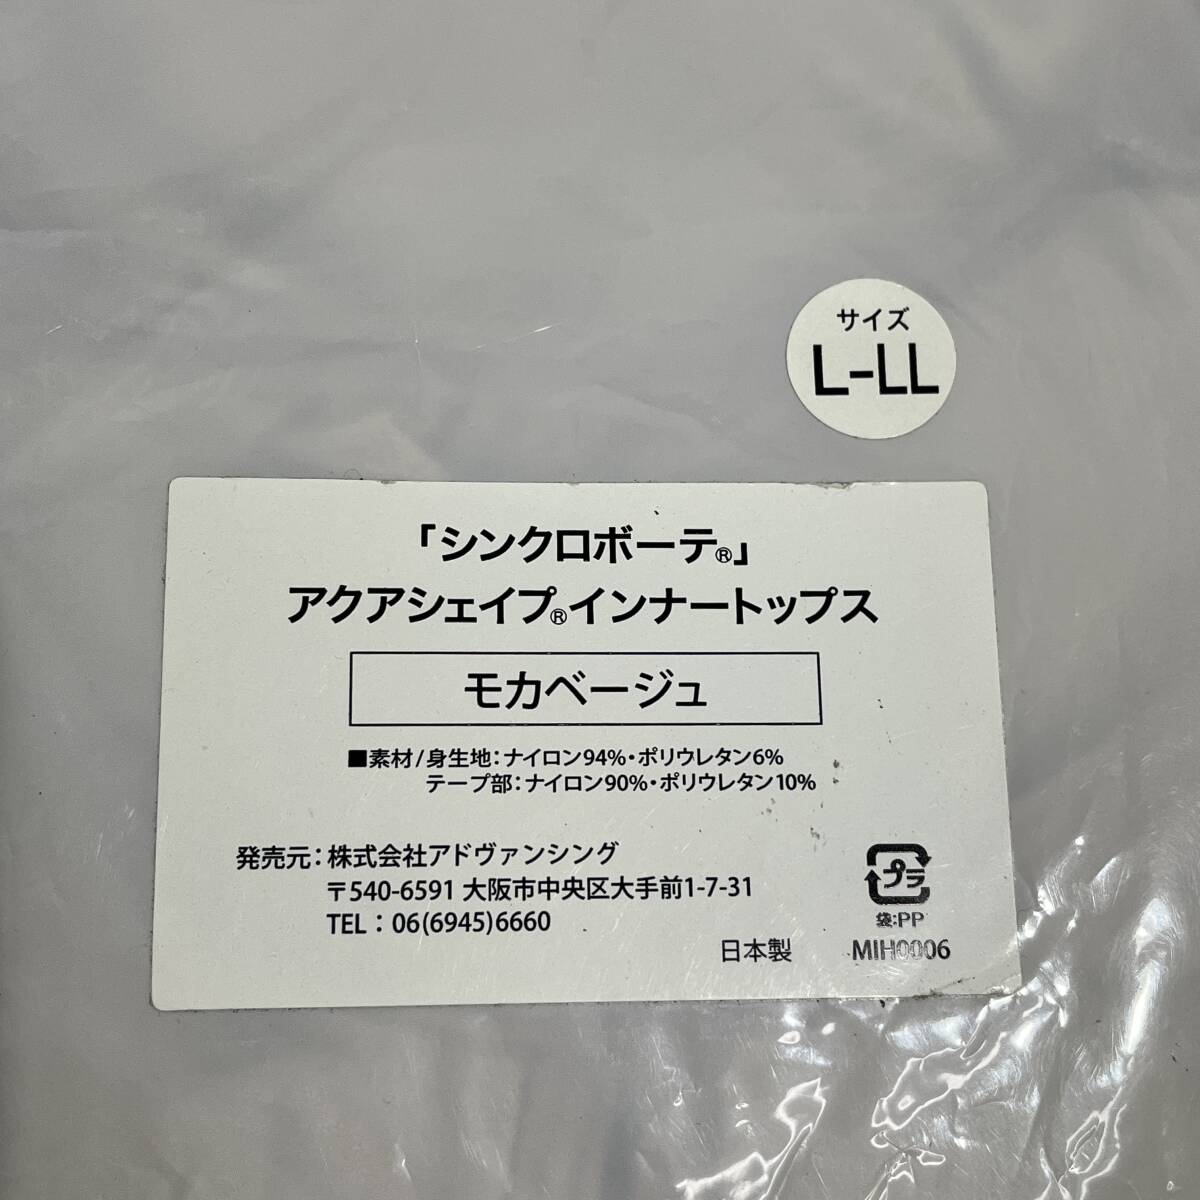 サイズ
L-LL
「シンクロボーテ®」
アクアシェイプ®インナートップス
モカベージュ
■素材/身生地：ナイロン94%・ポリウレタン6%
テープ部：ナイロン90%・ポリウレタン10%
発売元：株式会社アドヴァンシング
〒540-6591 大阪市中央区大手前1-7-31
TEL：06(6945)6660
プラ
袋：PP
日本製 MIH0006